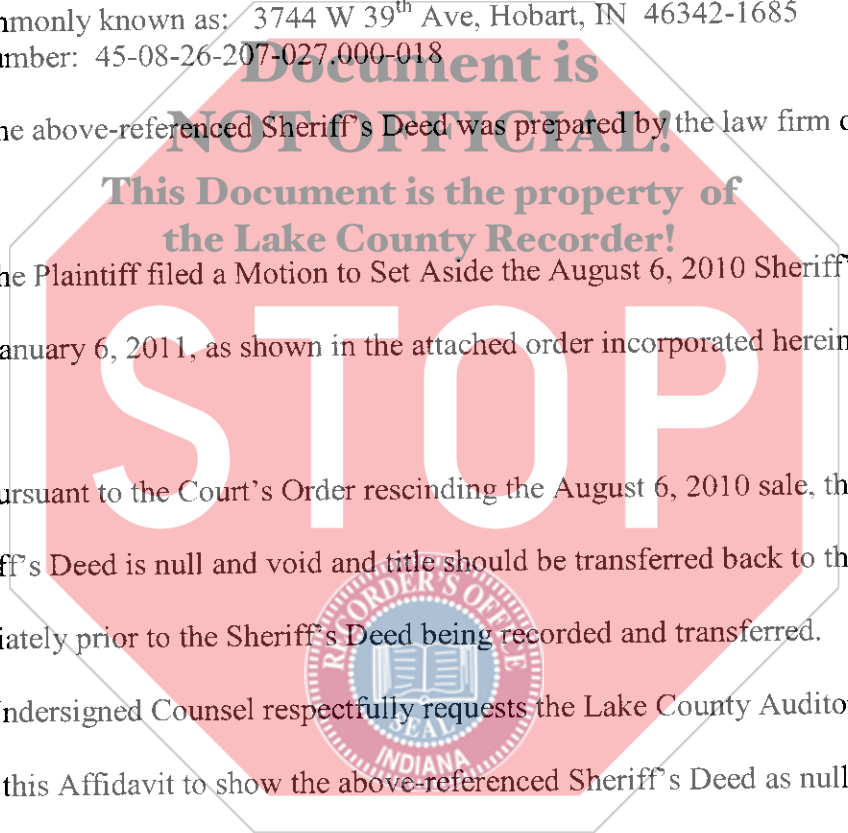 mmonly known as: 3744 W 39th Ave, Hobart, IN 46342-1685
umber: 45-08-26-207-027.000-018
Document is
NOT OFFICIAL!
he above-referenced Sheriff's Deed was prepared by the law firm o
This Document is the property of
the Lake County Recorder!
he Plaintiff filed a Motion to Set Aside the August 6, 2010 Sheriff'
anuary 6, 2011, as shown in the attached order incorporated herein
STOP
ursuant to the Court's Order rescinding the August 6, 2010 sale, th
ff's Deed is null and void and title should be transferred back to th
iately prior to the Sheriff's Deed being recorded and transferred.
ndersigned Counsel respectfully requests the Lake County Audito
this Affidavit to show the above-referenced Sheriff's Deed as null
RECORDER'S OFFICE
SEAL
INDIANA